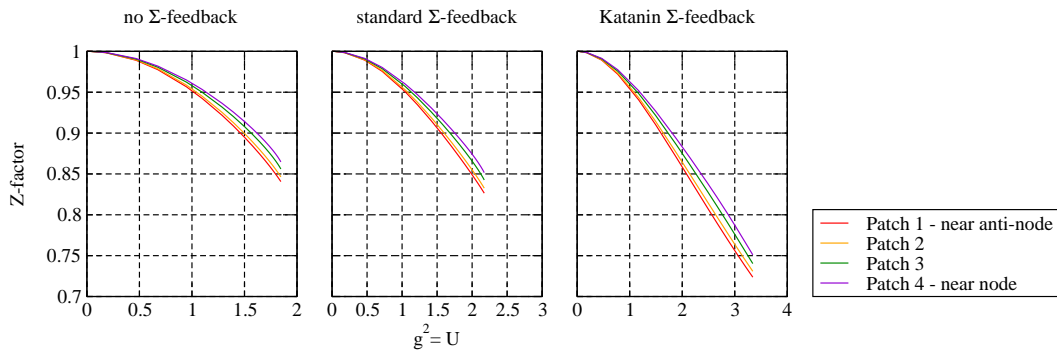 no Σ-feedback
standard Σ-feedback
Katanin Σ-feedback
Z-factor
1
0.95
0.9
0.85
0.8
0.75
0.7
0 0.5 1 1.5 2
0 0.5 1 1.5 2 2.5 3
0 1 2 3 4
g²= U
Patch 1 - near anti-node
Patch 2
Patch 3
Patch 4 - near node